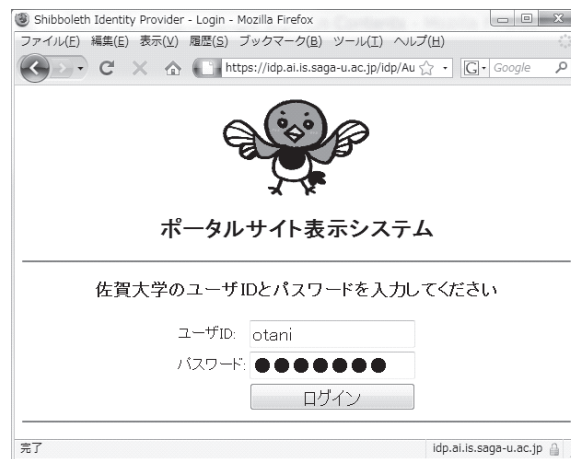 Shibboleth Identity Provider - Login - Mozilla Firefox
ファイル(F) 編集(E) 表示(V) 履歴(S) ブックマーク(B) ツール(T) ヘルプ(H)
https://idp.ai.is.saga-u.ac.jp/idp/Au G Google
ポータルサイト表示システム
佐賀大学のユーザIDとパスワードを入力してください
ユーザID: otani
パスワード: ●●●●●●●
ログイン
完了 idp.ai.is.saga-u.ac.jp